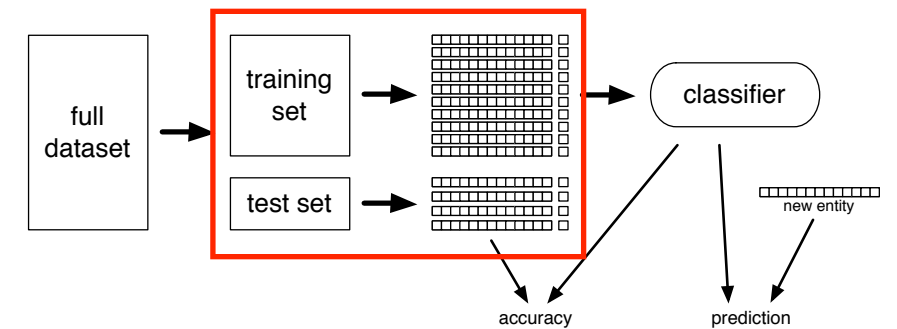 full
dataset
training
set
test set
classifier
new entity
accuracy
prediction